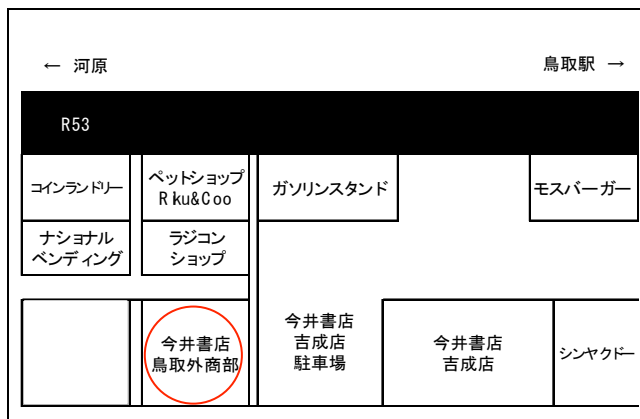 ← 河原
鳥取駅 →
R53
コインランドリー
ペットショップ
Riku&Coo
ガソリンスタンド
モスバーガー
ナショナル
ベンディング
ラジコン
ショップ
今井書店
鳥取外商部
今井書店
吉成店
駐車場
今井書店
吉成店
シンヤクドー